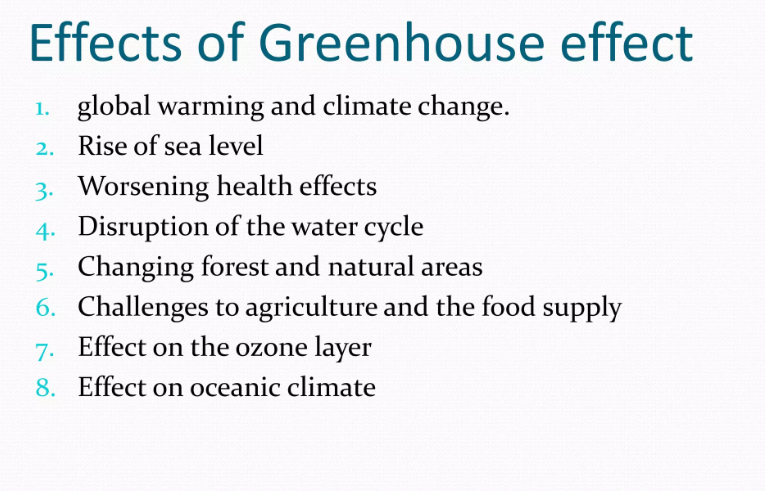 Effects of Greenhouse effect
1. global warming and climate change.
2. Rise of sea level
3. Worsening health effects
4. Disruption of the water cycle
5. Changing forest and natural areas
6. Challenges to agriculture and the food supply
7. Effect on the ozone layer
8. Effect on oceanic climate